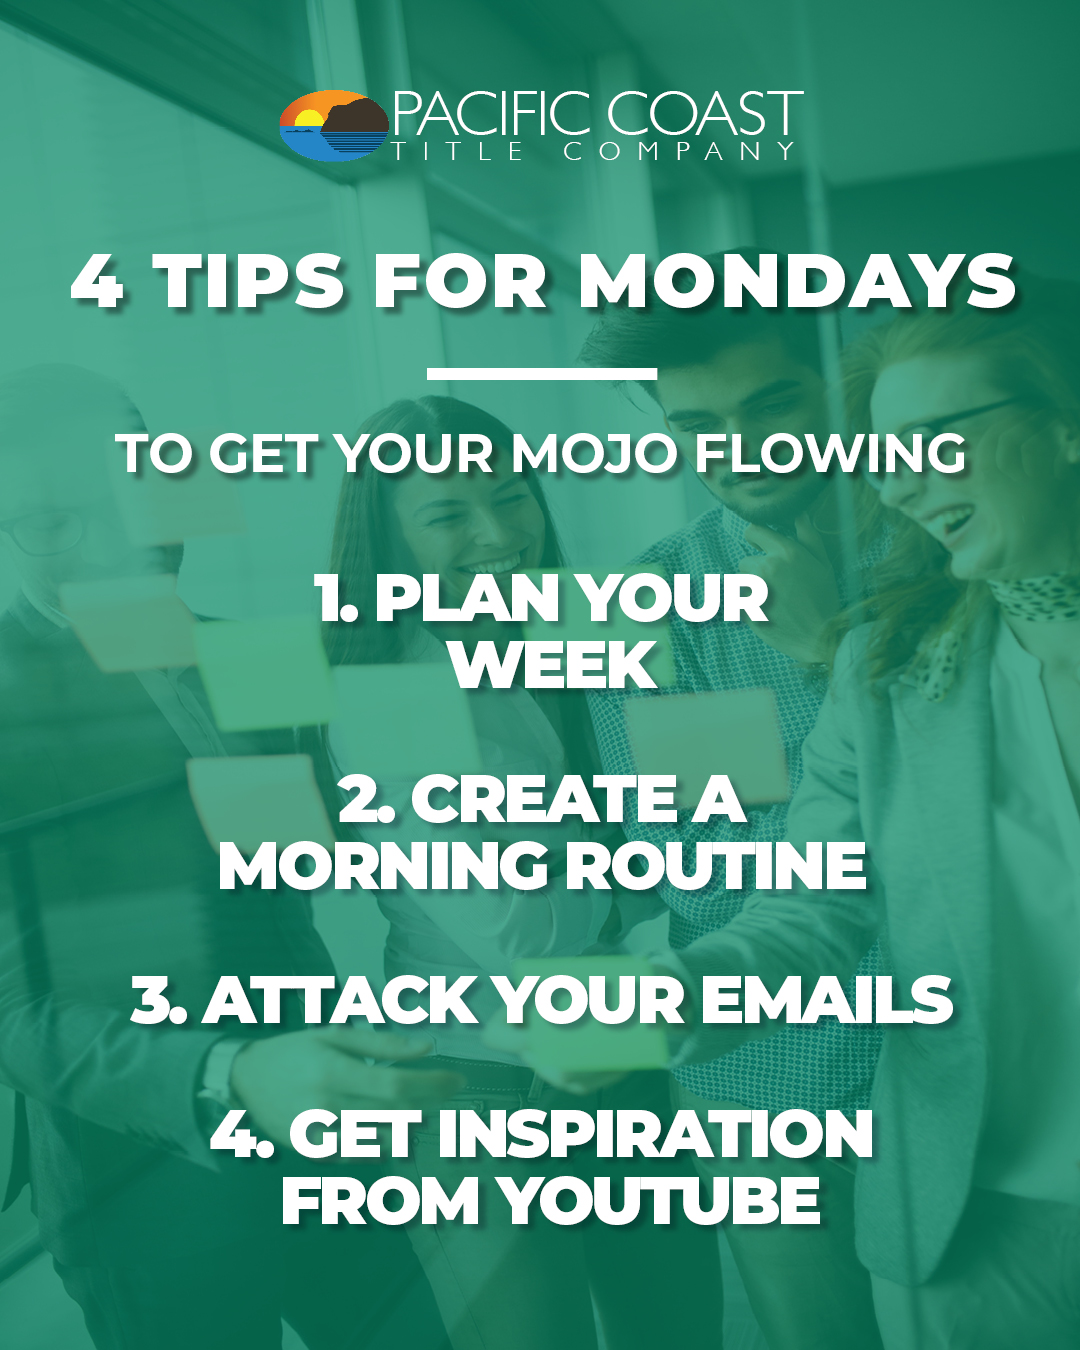 PACIFIC COAST
TITLE COMPANY
4 TIPS FOR MONDAYS
TO GET YOUR MOJO FLOWING
1. PLAN YOUR
WEEK
2. CREATE A
MORNING ROUTINE
3. ATTACK YOUR EMAILS
4. GET INSPIRATION
FROM YOUTUBE